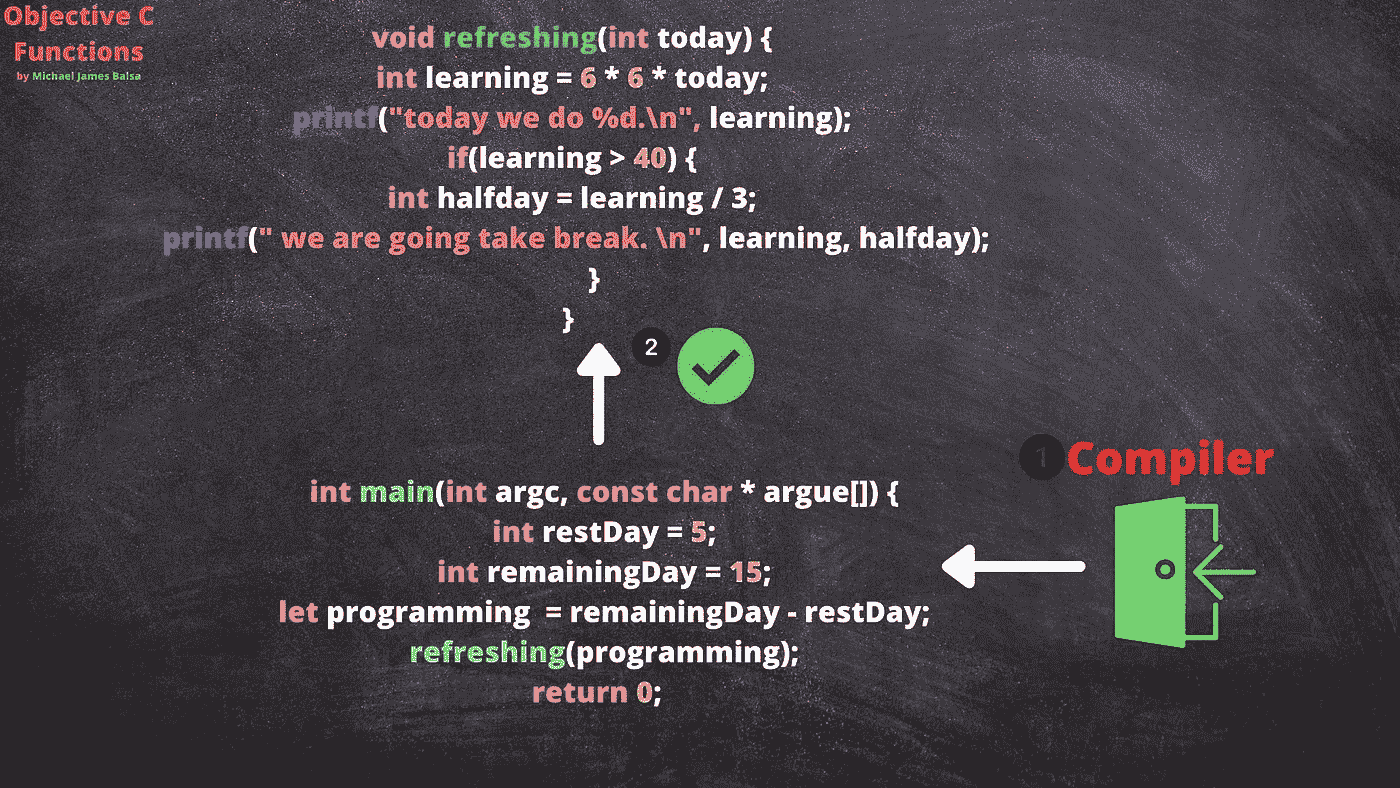 Objective C
Functions
by Michael James Balsa
void refreshing(int today) {
int learning = 6 * 6 * today;
printf("today we do %d.\n", learning);
if(learning > 40) {
int halfday = learning / 3;
printf(" we are going take break. \n", learning, halfday);
}
}
2
1 Compiler
int main(int argc, const char * argue[]) {
int restDay = 5;
int remainingDay = 15;
let programming = remainingDay - restDay;
refreshing(programming);
return 0;